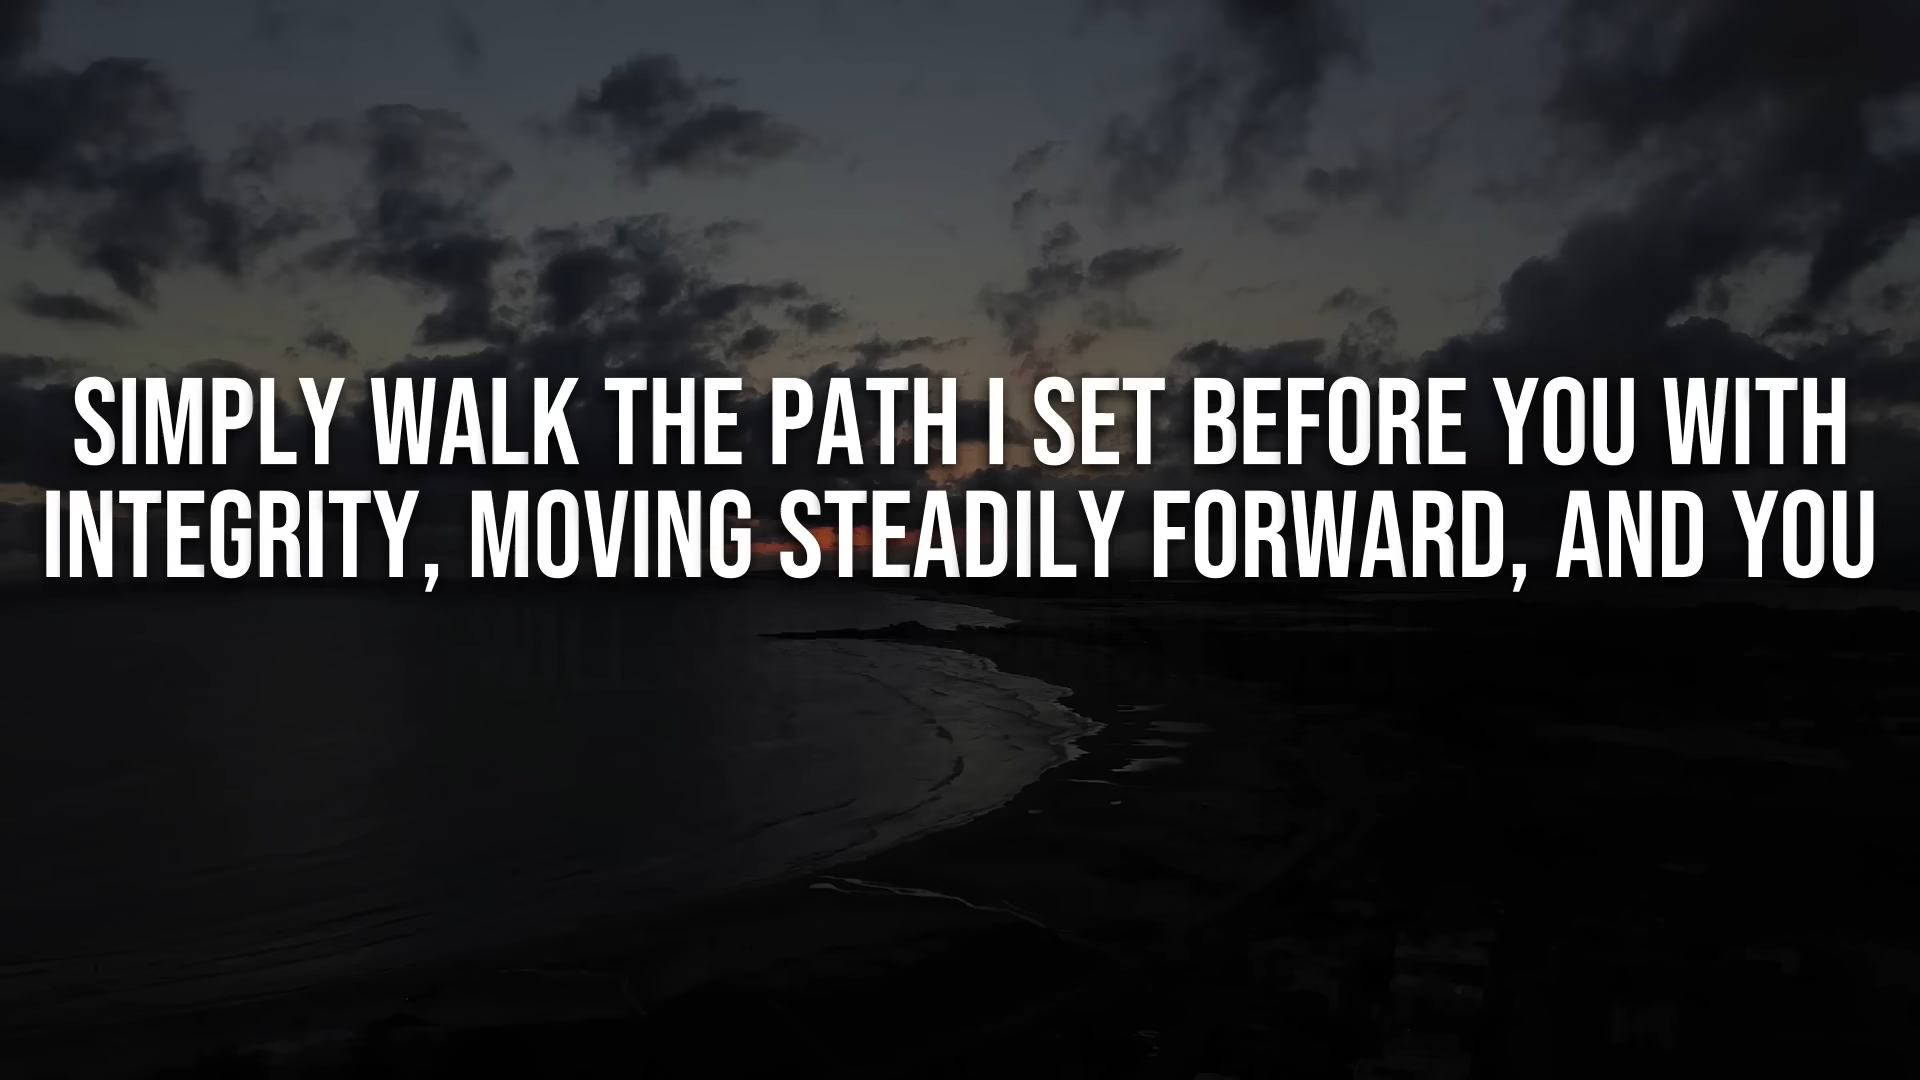 SIMPLY WALK THE PATH I SET BEFORE YOU WITH
INTEGRITY, MOVING STEADILY FORWARD, AND YOU